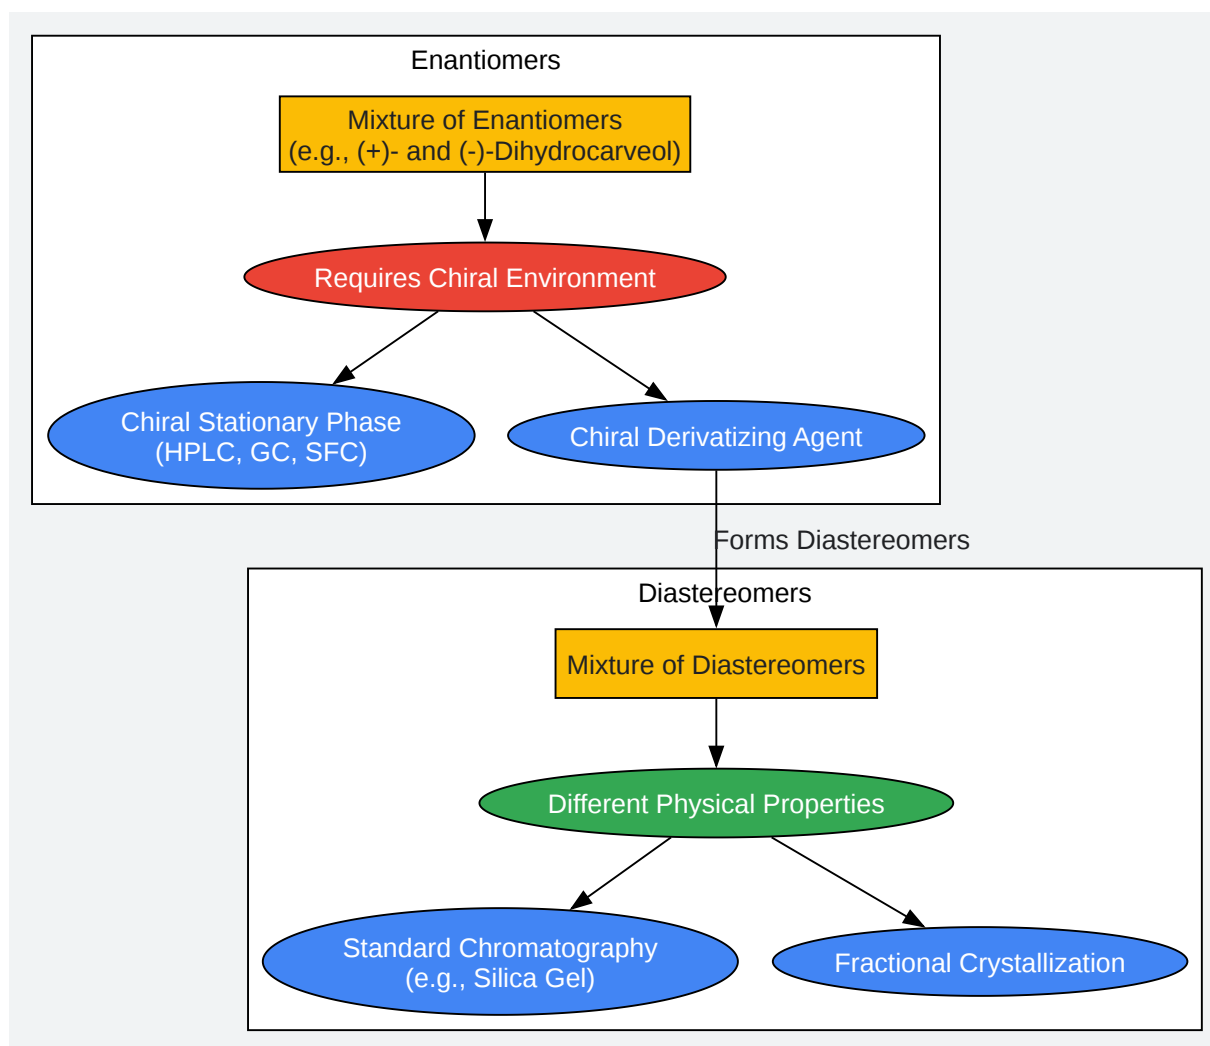 Enantiomers
Mixture of Enantiomers
(e.g., (+)- and (-)-Dihydrocarveol)
Requires Chiral Environment
Chiral Stationary Phase
(HPLC, GC, SFC)
Chiral Derivatizing Agent
Forms Diastereomers
Diastereomers
Mixture of Diastereomers
Different Physical Properties
Standard Chromatography
(e.g., Silica Gel)
Fractional Crystallization